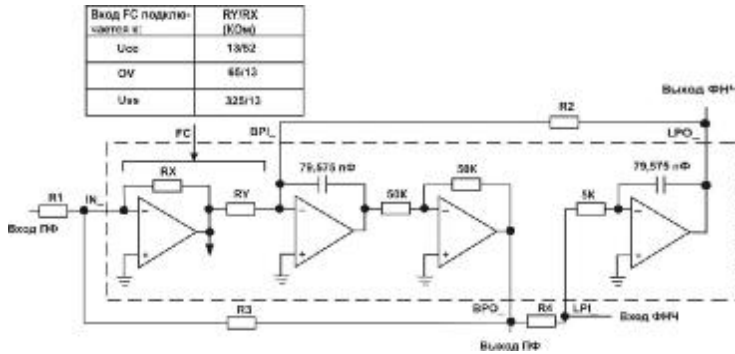 Вход FC подклю-
чается к:
RY/RX
(КОм)
Ucc
13/52
OV
65/13
Uss
325/13
FC
BPI_
R2
Выход ФНЧ
LPO_
RX
79,575 пФ
50K
79,575 пФ
R1
IN_
RY
50K
5K
Вход ПФ
R3
BPO_
R4
LPI_
Вход ФНЧ
Выход ПФ